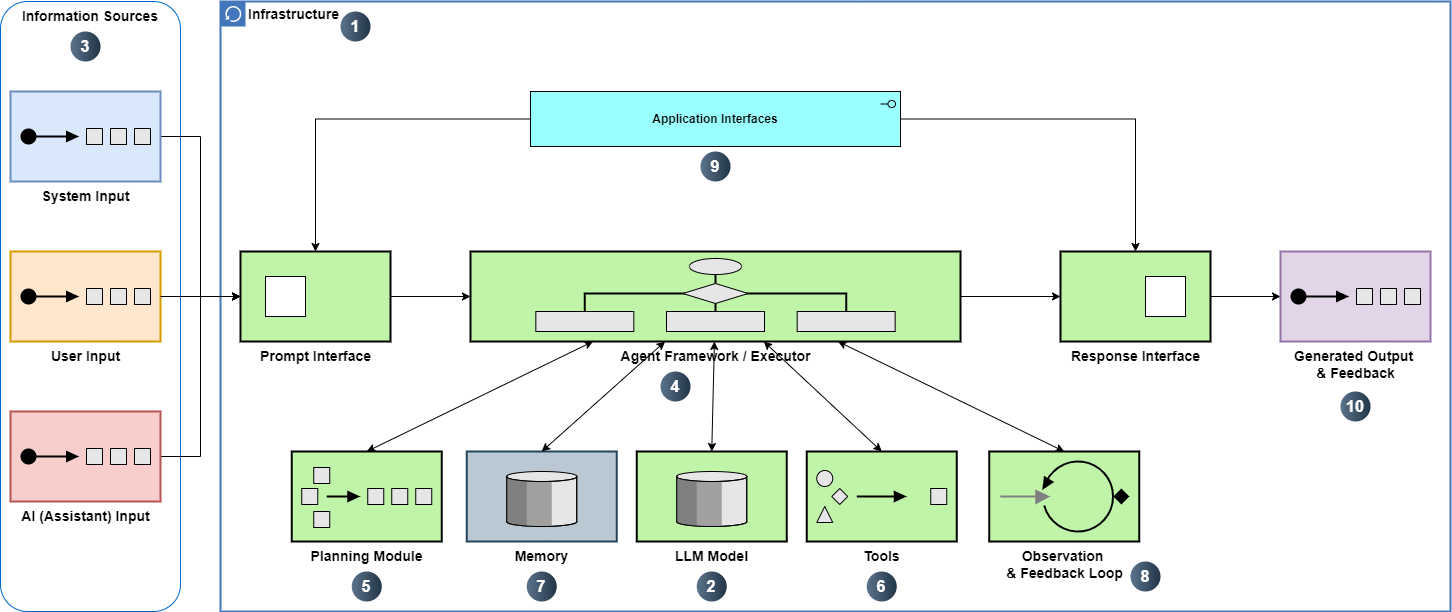 Information Sources
3
Infrastructure
1
Application Interfaces
9
System Input
User Input
AI (Assistant) Input
Prompt Interface
Agent Framework / Executor
4
Response Interface
Generated Output
& Feedback
10
Planning Module
5
Memory
7
LLM Model
2
Tools
6
Observation
& Feedback Loop
8